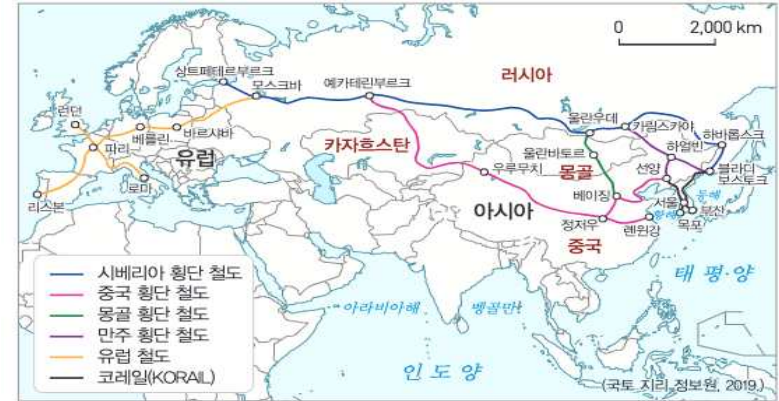 0 2,000 km
상트페테르부르크
모스크바
예카테린부르크
러시아
런던
울란우데
카림스카야
하바롭스크
파리
베를린
바르샤바
유럽
카자흐스탄
울란바토르
하얼빈
블라디
보스토크
로마
우루무치
몽골
선양
리스본
아시아
베이징
서울
동해
부산
정저우
황해
목포
롄윈강
중국
태평양
시베리아 횡단 철도
중국 횡단 철도
몽골 횡단 철도
만주 횡단 철도
유럽 철도
코레일(KORAIL)
아라비아해
벵골만
인도양
(국토 지리 정보원, 2019.)